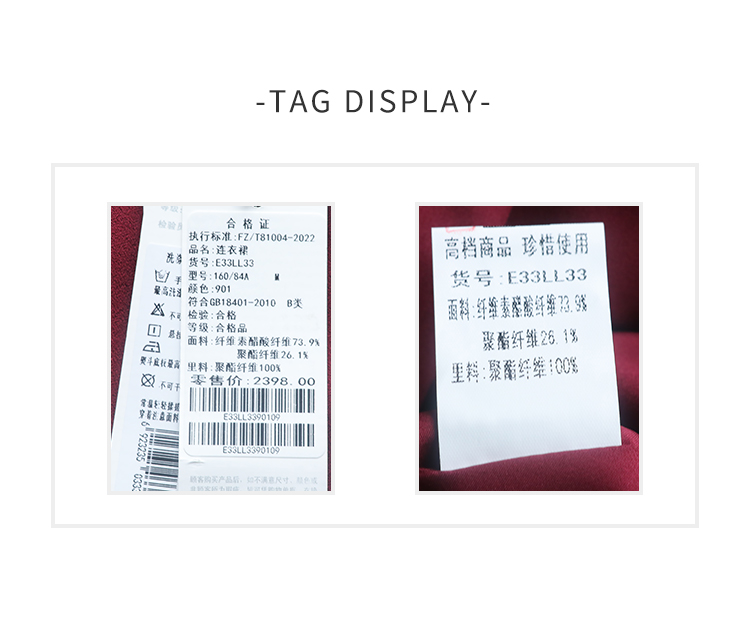 -TAG DISPLAY-
合格证
执行标准:FZ/T81004-2022
品名:连衣裙
货号:E33LL33
型号:160/84A M
颜色:901
符合GB18401-2010 B类
检验:合格
等级:合格品
面料:纤维素醋酸纤维73.9%
聚酯纤维26.1%
里料:聚酯纤维100%
零售价:2398.00
E33LL3390109
E33LL3390109
高档商品 珍惜使用
货号:E33LL33
面料:纤维素醋酸纤维73.9%
聚酯纤维26.1%
里料:聚酯纤维100%